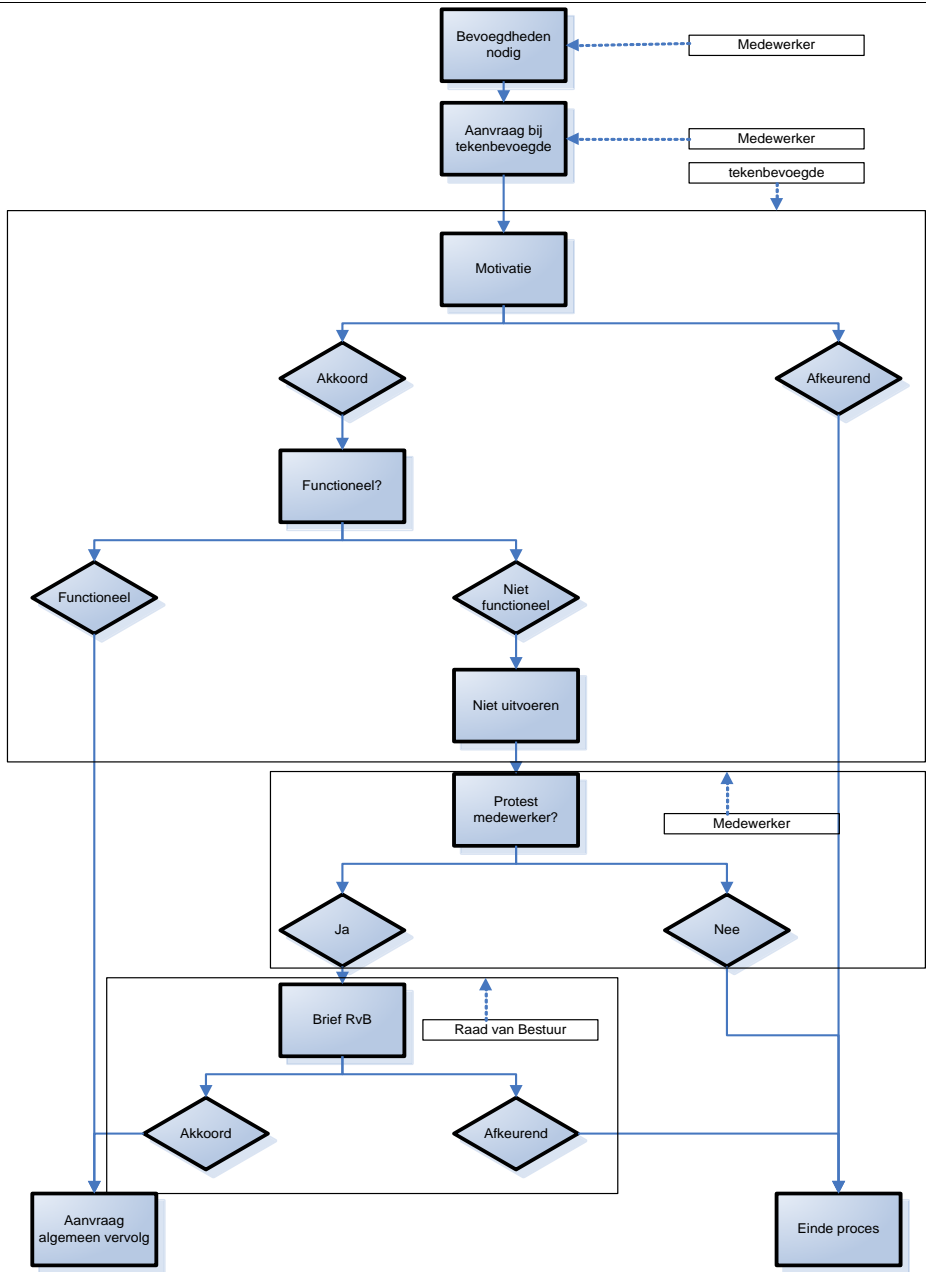 Bevoegdheden
nodig
Medewerker
Aanvraag bij
tekenbevoegde
Medewerker
tekenbevoegde
Motivatie
Akkoord
Afkeurend
Functioneel?
Functioneel
Niet
functioneel
Niet uitvoeren
Protest
medewerker?
Medewerker
Ja
Nee
Brief RvB
Raad van Bestuur
Akkoord
Afkeurend
Aanvraag
algemeen vervolg
Einde proces